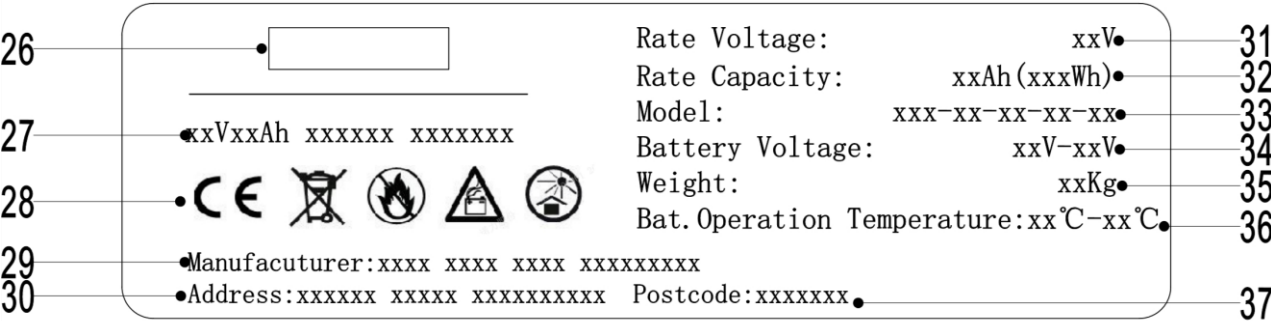 26
27
28
29
30
xxVxxAh xxxxxx xxxxxxx
CE
Manufacuturer:xxxx xxxx xxxx xxxxxxxxx
Address:xxxxxx xxxxx xxxxxxxxxx Postcode:xxxxxxx
Rate Voltage: xxV
Rate Capacity: xxAh(xxxWh)
Model: xxx-xx-xx-xx-xx
Battery Voltage: xxV-xxV
Weight: xxKg
Bat.Operation Temperature:xx℃-xx℃
31
32
33
34
35
36
37